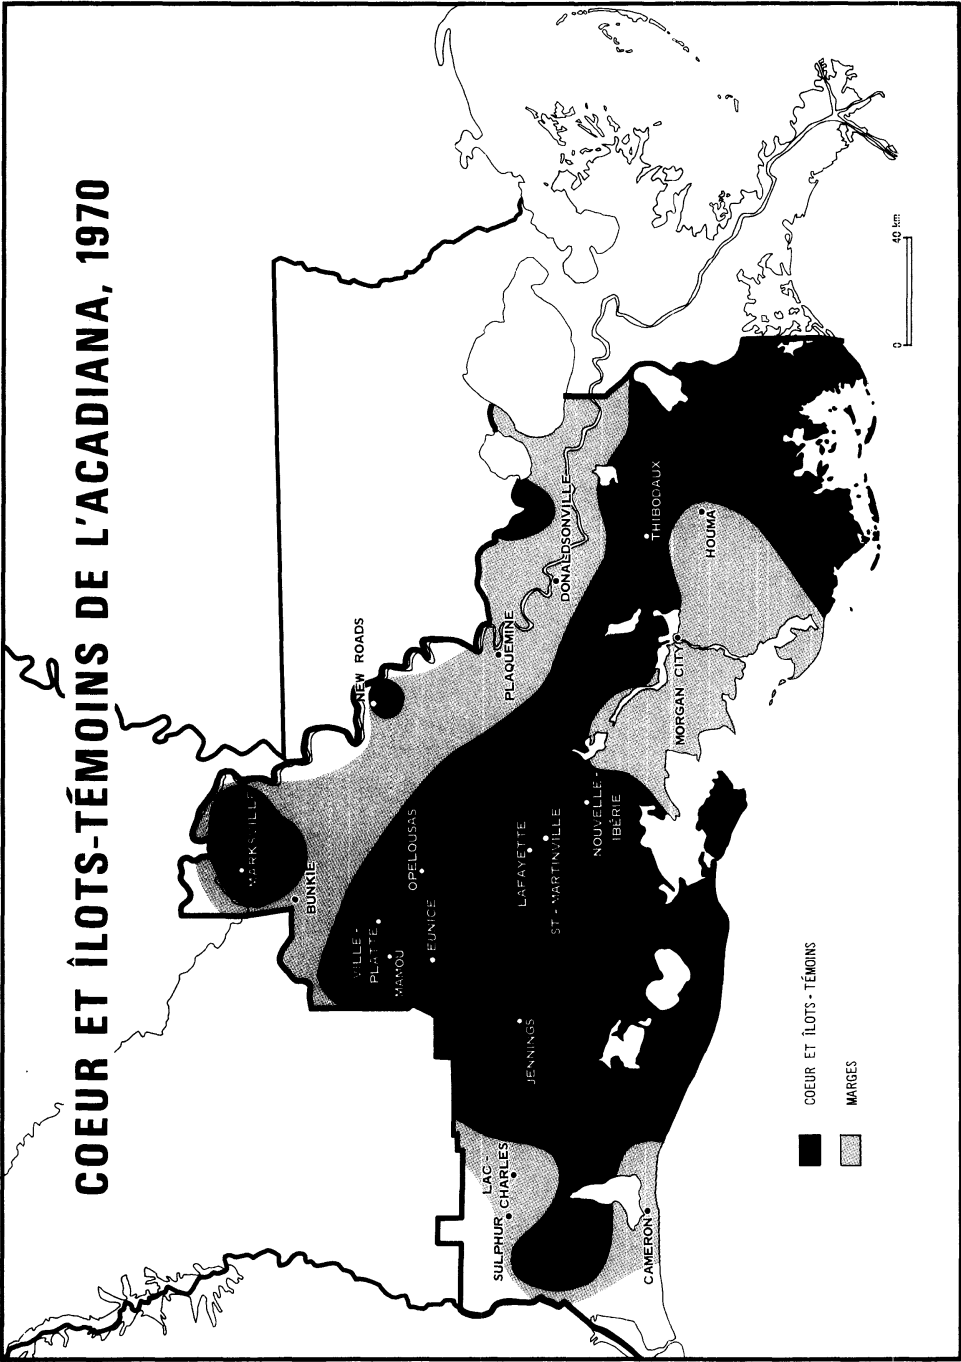 COEUR ET ÎLOTS-TÉMOINS DE L'ACADIANA, 1970
MARKSVILLE
BUNKIE
NEW ROADS
VILLE-
PLATTE
MAMOU
OPELOUSAS
EUNICE
PLAQUEMINE
DONALDSONVILLE
LAC-
CHARLES
SULPHUR
JENNINGS
LAFAYETTE
ST-MARTINVILLE
NOUVELLE-
IBÉRIE
THIBODAUX
MORGAN CITY
HOUMA
CAMERON
COEUR ET ÎLOTS-TÉMOINS
MARGES
0 40 km